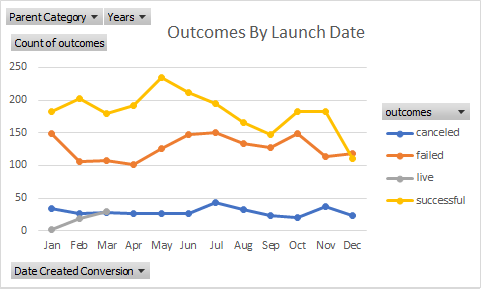 Parent Category Years
Outcomes By Launch Date
Count of outcomes
250
200
150
100
50
0
Jan Feb Mar Apr May Jun Jul Aug Sep Oct Nov Dec
outcomes
canceled
failed
live
successful
Date Created Conversion